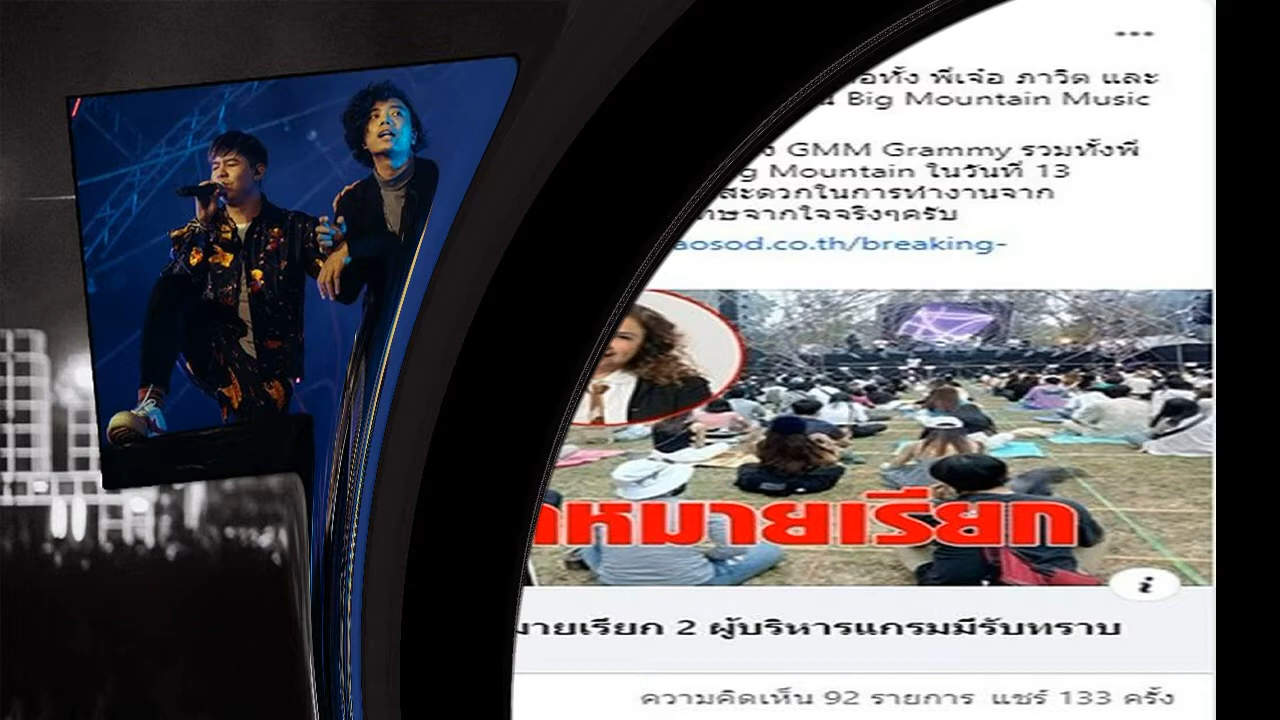 พี่เจ๋อ ภาวิต และ
Big Mountain Music
GMM Grammy รวมทั้งพี่
Mountain ในวันที่ 13
สะดวกในการทำงานจาก
จากใจจริงๆครับ
aosod.co.th/breaking-
หมายเรียก
หมายเรียก 2 ผู้บริหารแกรมมี่รับทราบ
ความคิดเห็น 92 รายการ แชร์ 133 ครั้ง